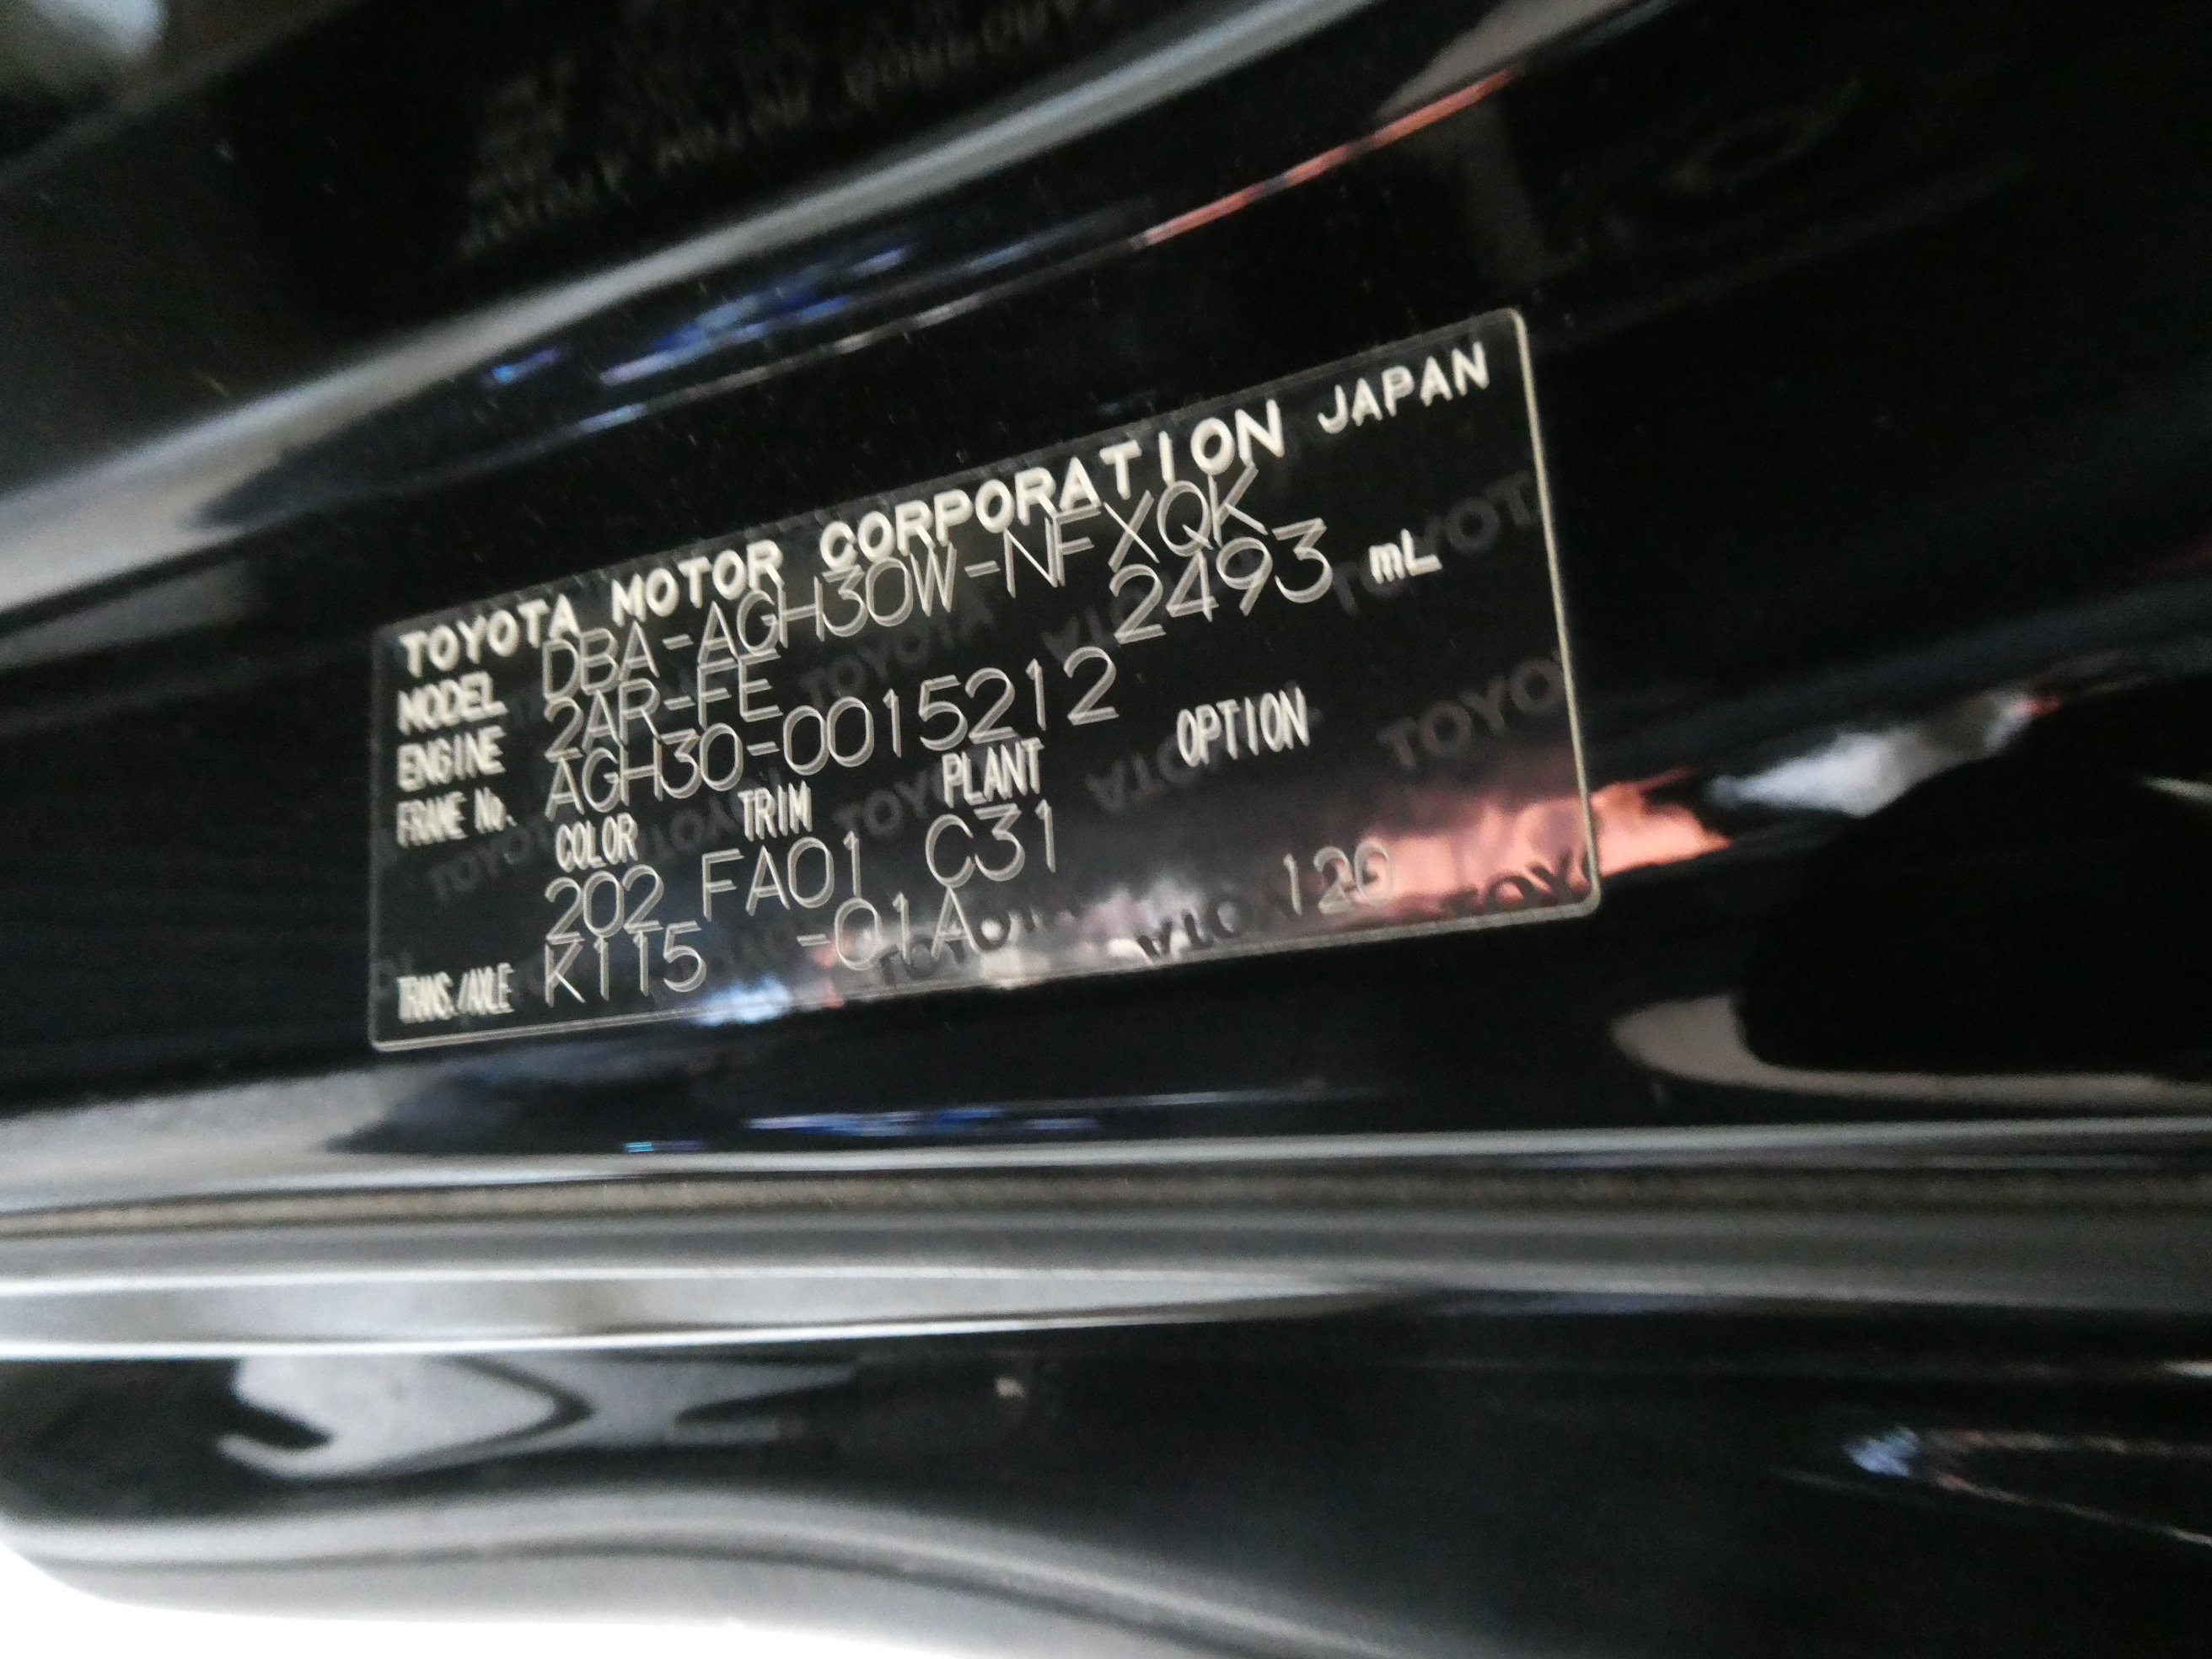 TOYOTA MOTOR CORPORATION JAPAN
MODEL DBA-AGH30W-NFXQK
ENGINE 2AR-FE 2493 mL
FRAME No. AGH30-0015212
COLOR TRIM PLANT OPTION
202 FA01 C31
TRANS./AXLE K115 -01A 120